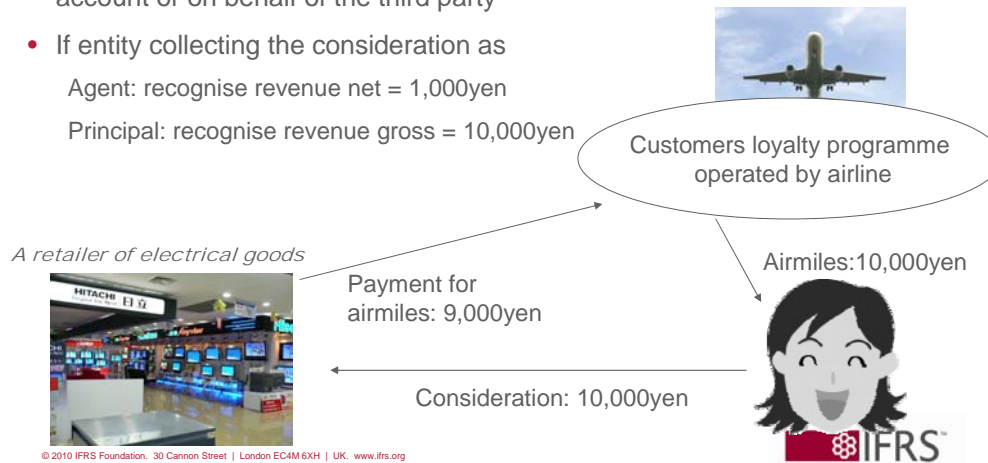 account or on behalf of the third party
• If entity collecting the consideration as
Agent: recognise revenue net = 1,000yen
Principal: recognise revenue gross = 10,000yen
Customers loyalty programme
operated by airline
A retailer of electrical goods
Airmiles:10,000yen
Payment for
airmiles: 9,000yen
HITACHI 日立
Consideration: 10,000yen
IFRS™
© 2010 IFRS Foundation. 30 Cannon Street | London EC4M 6XH | UK. www.ifrs.org